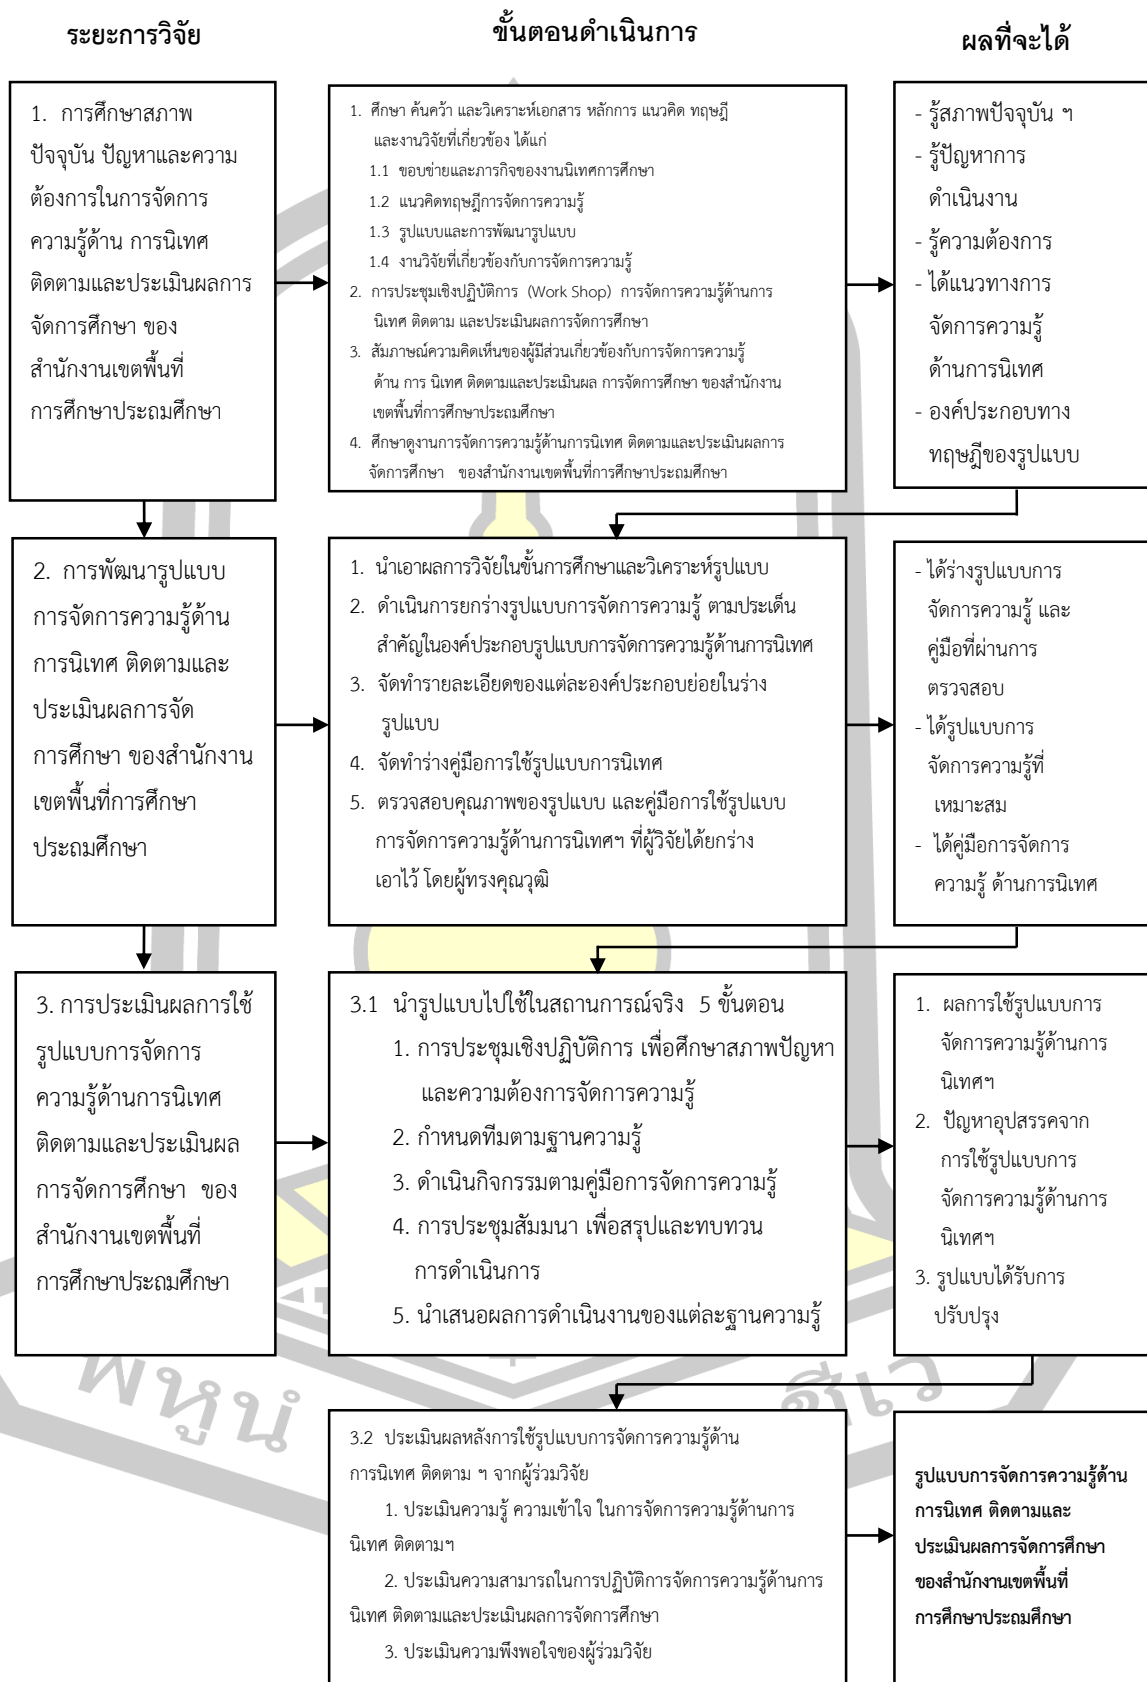 ระยะการวิจัย
ขั้นตอนดำเนินการ
ผลที่จะได้
1. การศึกษาสภาพ
ปัจจุบัน ปัญหาและความ
ต้องการในการจัดการ
ความรู้ด้าน การนิเทศ
ติดตามและประเมินผลการ
จัดการศึกษา ของ
สำนักงานเขตพื้นที่
การศึกษาประถมศึกษา
1. ศึกษา ค้นคว้า และวิเคราะห์เอกสาร หลักการ แนวคิด ทฤษฎี
และงานวิจัยที่เกี่ยวข้อง ได้แก่
1.1 ขอบข่ายและภารกิจของงานนิเทศการศึกษา
1.2 แนวคิดทฤษฎีการจัดการความรู้
1.3 รูปแบบและการพัฒนารูปแบบ
1.4 งานวิจัยที่เกี่ยวข้องกับการจัดการความรู้
2. การประชุมเชิงปฏิบัติการ (Work Shop) การจัดการความรู้ด้านการ
นิเทศ ติดตาม และประเมินผลการจัดการศึกษา
3. สัมภาษณ์ความคิดเห็นของผู้มีส่วนเกี่ยวข้องกับการจัดการความรู้
ด้าน การ นิเทศ ติดตามและประเมินผล การจัดการศึกษา ของสำนักงาน
เขตพื้นที่การศึกษาประถมศึกษา
4. ศึกษาดูงานการจัดการความรู้ด้านการนิเทศ ติดตามและประเมินผลการ
จัดการศึกษา ของสำนักงานเขตพื้นที่การศึกษาประถมศึกษา
- รู้สภาพปัจจุบัน ฯ
- รู้ปัญหาการ
ดำเนินงาน
- รู้ความต้องการ
- ได้แนวทางการ
จัดการความรู้
ด้านการนิเทศ
- องค์ประกอบทาง
ทฤษฎีของรูปแบบ
2. การพัฒนารูปแบบ
การจัดการความรู้ด้าน
การนิเทศ ติดตามและ
ประเมินผลการจัด
การศึกษา ของสำนักงาน
เขตพื้นที่การศึกษา
ประถมศึกษา
1. นำเอาผลการวิจัยในขั้นการศึกษาและวิเคราะห์รูปแบบ
2. ดำเนินการยกร่างรูปแบบการจัดการความรู้ ตามประเด็น
สำคัญในองค์ประกอบรูปแบบการจัดการความรู้ด้านการนิเทศ
3. จัดทำรายละเอียดของแต่ละองค์ประกอบย่อยในร่าง
รูปแบบ
4. จัดทำร่างคู่มือการใช้รูปแบบการนิเทศ
5. ตรวจสอบคุณภาพของรูปแบบ และคู่มือการใช้รูปแบบ
การจัดการความรู้ด้านการนิเทศฯ ที่ผู้วิจัยได้ยกร่าง
เอาไว้ โดยผู้ทรงคุณวุฒิ
- ได้ร่างรูปแบบการ
จัดการความรู้ และ
คู่มือที่ผ่านการ
ตรวจสอบ
- ได้รูปแบบการ
จัดการความรู้ที่
เหมาะสม
- ได้คู่มือการจัดการ
ความรู้ ด้านการนิเทศ
3. การประเมินผลการใช้
รูปแบบการจัดการ
ความรู้ด้านการนิเทศ
ติดตามและประเมินผล
การจัดการศึกษา ของ
สำนักงานเขตพื้นที่
การศึกษาประถมศึกษา
3.1 นำรูปแบบไปใช้ในสถานการณ์จริง 5 ขั้นตอน
1. การประชุมเชิงปฏิบัติการ เพื่อศึกษาสภาพปัญหา
และความต้องการจัดการความรู้
2. กำหนดทีมตามฐานความรู้
3. ดำเนินกิจกรรมตามคู่มือการจัดการความรู้
4. การประชุมสัมมนา เพื่อสรุปและทบทวน
การดำเนินการ
5. นำเสนอผลการดำเนินงานของแต่ละฐานความรู้
1. ผลการใช้รูปแบบการ
จัดการความรู้ด้านการ
นิเทศฯ
2. ปัญหาอุปสรรคจาก
การใช้รูปแบบการ
จัดการความรู้ด้านการ
นิเทศฯ
3. รูปแบบได้รับการ
ปรับปรุง
พหูนํ
ชีเว
3.2 ประเมินผลหลังการใช้รูปแบบการจัดการความรู้ด้าน
การนิเทศ ติดตาม ฯ จากผู้ร่วมวิจัย
1. ประเมินความรู้ ความเข้าใจ ในการจัดการความรู้ด้านการ
นิเทศ ติดตามฯ
2. ประเมินความสามารถในการปฏิบัติการจัดการความรู้ด้านการ
นิเทศ ติดตามและประเมินผลการจัดการศึกษา
3. ประเมินความพึงพอใจของผู้ร่วมวิจัย
รูปแบบการจัดการความรู้ด้าน
การนิเทศ ติดตามและ
ประเมินผลการจัดการศึกษา
ของสำนักงานเขตพื้นที่
การศึกษาประถมศึกษา